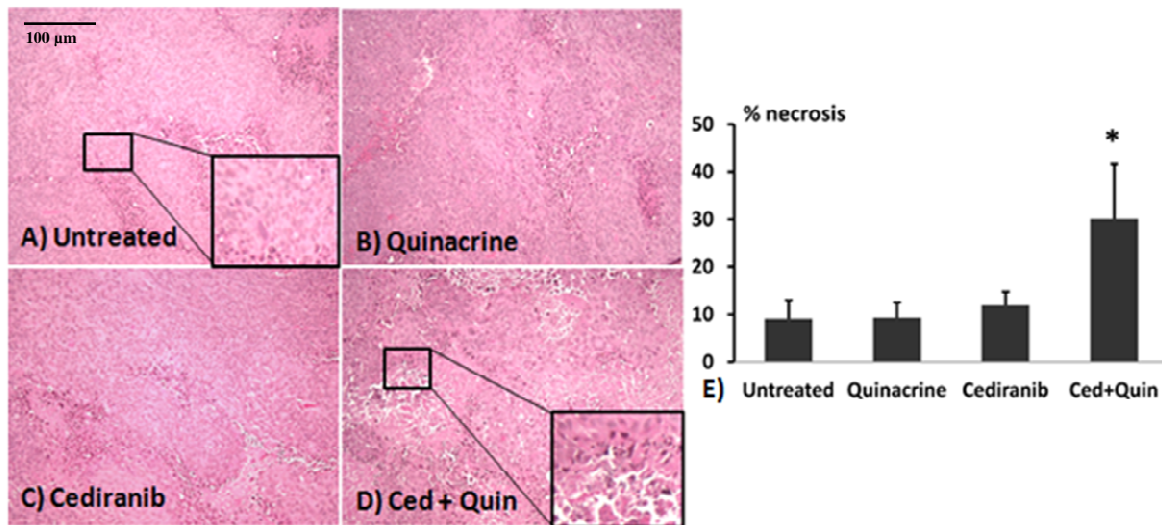 100 µm
A) Untreated
B) Quinacrine
C) Cediranib
D) Ced + Quin
% necrosis
50
*
40
30
20
10
0
E)
Untreated Quinacrine Cediranib Ced+Quin